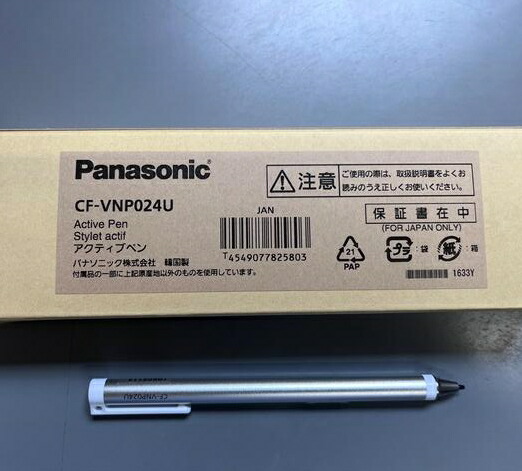 Panasonic
CF-VNP024U
Active Pen
Stylet actif
アクティブペン
パナソニック株式会社 韓国製
付属品の一部に上記原産地以外のものを使用しています。
JAN
T4549077825803
注意
ご使用の際は、取扱説明書をよくお
読みのうえ正しくお使いください。
保証書在中
(FOR JAPAN ONLY)
21
PAP
プラ : 袋
紙 : 箱
1633Y
CF-VNP024U